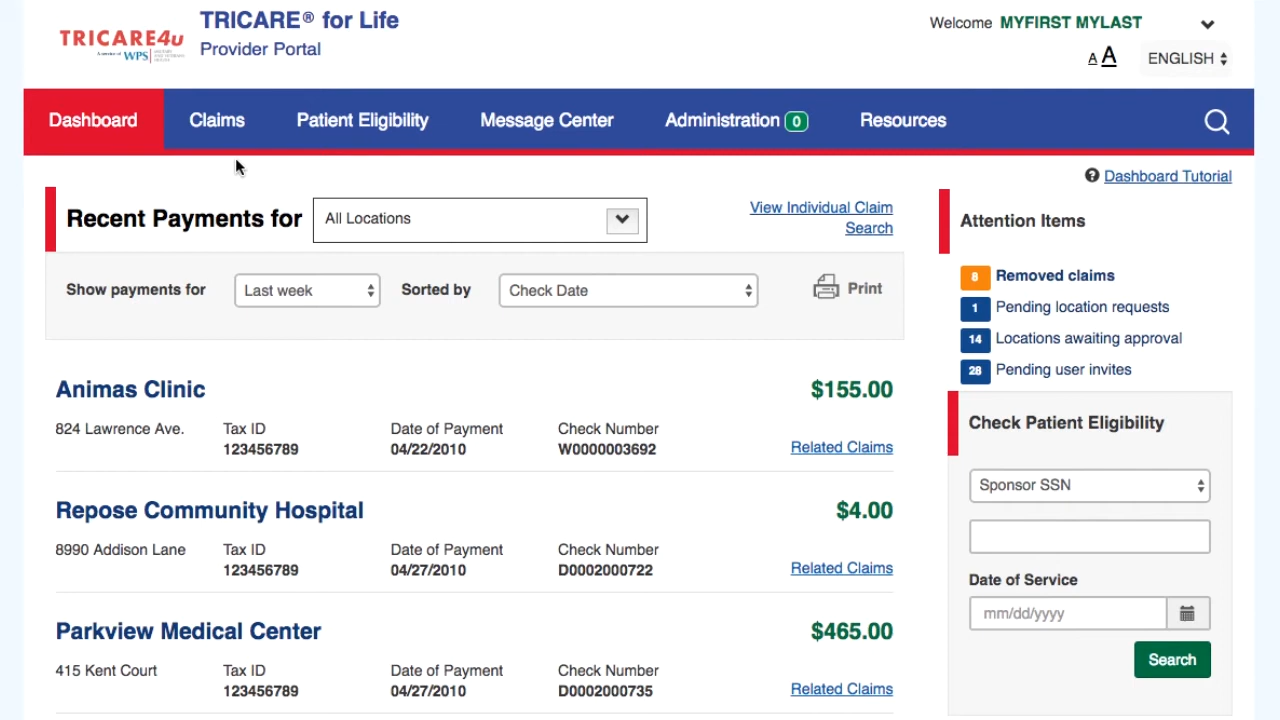 TRICARE4u
A service of WPS
TRICARE® for Life
Provider Portal
Welcome MYFIRST MYLAST
A A
ENGLISH
Dashboard
Claims
Patient Eligibility
Message Center
Administration 0
Resources
Dashboard Tutorial
Recent Payments for
All Locations
View Individual Claim
Search
Show payments for
Last week
Sorted by
Check Date
Print
Animas Clinic
$155.00
824 Lawrence Ave.
Tax ID
123456789
Date of Payment
04/22/2010
Check Number
W0000003692
Related Claims
Repose Community Hospital
$4.00
8990 Addison Lane
Tax ID
123456789
Date of Payment
04/27/2010
Check Number
D0002000722
Related Claims
Parkview Medical Center
$465.00
415 Kent Court
Tax ID
123456789
Date of Payment
04/27/2010
Check Number
D0002000735
Related Claims
Attention Items
8 Removed claims
1 Pending location requests
14 Locations awaiting approval
28 Pending user invites
Check Patient Eligibility
Sponsor SSN
Date of Service
mm/dd/yyyy
Search